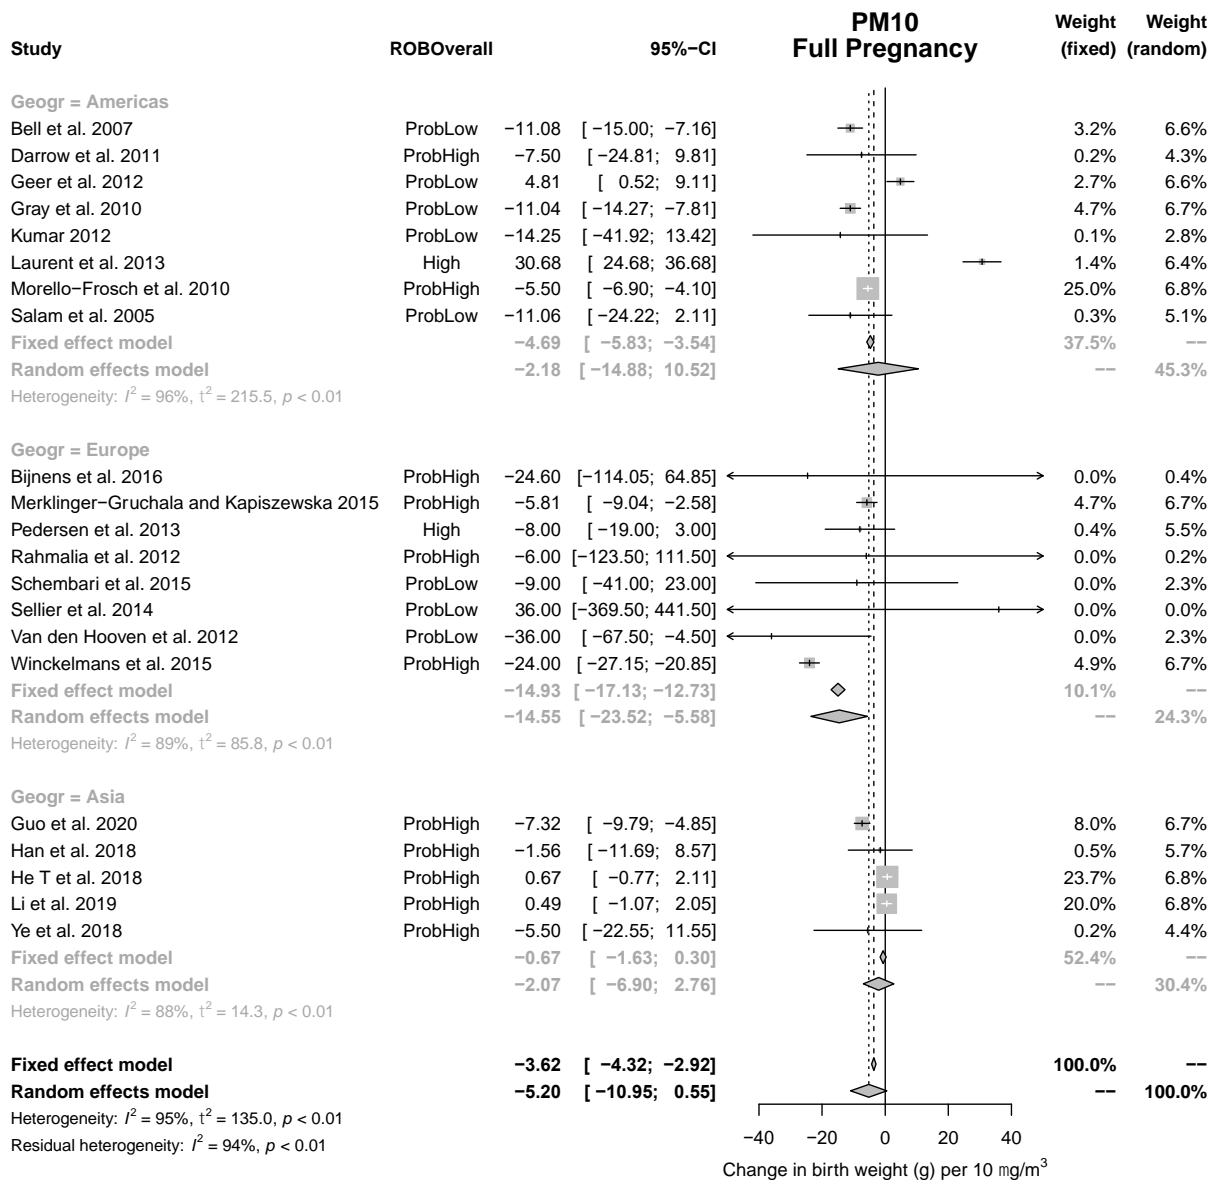 PM10
Full Pregnancy
Study ROBOverall 95%−CI Weight (fixed) Weight (random)
Geogr = Americas
Bell et al. 2007 ProbLow −11.08 [ −15.00; −7.16] 3.2% 6.6%
Darrow et al. 2011 ProbHigh −7.50 [ −24.81; 9.81] 0.2% 4.3%
Geer et al. 2012 ProbLow 4.81 [ 0.52; 9.11] 2.7% 6.6%
Gray et al. 2010 ProbLow −11.04 [ −14.27; −7.81] 4.7% 6.7%
Kumar 2012 ProbLow −14.25 [ −41.92; 13.42] 0.1% 2.8%
Laurent et al. 2013 High 30.68 [ 24.68; 36.68] 1.4% 6.4%
Morello−Frosch et al. 2010 ProbHigh −5.50 [ −6.90; −4.10] 25.0% 6.8%
Salam et al. 2005 ProbLow −11.06 [ −24.22; 2.11] 0.3% 5.1%
Fixed effect model −4.69 [ −5.83; −3.54] 37.5% −−
Random effects model −2.18 [ −14.88; 10.52] −− 45.3%
Heterogeneity: I² = 96%, τ² = 215.5, p < 0.01
Geogr = Europe
Bijnens et al. 2016 ProbHigh −24.60 [−114.05; 64.85] 0.0% 0.4%
Merklinger−Gruchala and Kapiszewska 2015 ProbHigh −5.81 [ −9.04; −2.58] 4.7% 6.7%
Pedersen et al. 2013 High −8.00 [ −19.00; 3.00] 0.4% 5.5%
Rahmalia et al. 2012 ProbHigh −6.00 [−123.50; 111.50] 0.0% 0.2%
Schembari et al. 2015 ProbLow −9.00 [ −41.00; 23.00] 0.0% 2.3%
Sellier et al. 2014 ProbLow 36.00 [−369.50; 441.50] 0.0% 0.0%
Van den Hooven et al. 2012 ProbLow −36.00 [ −67.50; −4.50] 0.0% 2.3%
Winckelmans et al. 2015 ProbHigh −24.00 [ −27.15; −20.85] 4.9% 6.7%
Fixed effect model −14.93 [ −17.13; −12.73] 10.1% −−
Random effects model −14.55 [ −23.52; −5.58] −− 24.3%
Heterogeneity: I² = 89%, τ² = 85.8, p < 0.01
Geogr = Asia
Guo et al. 2020 ProbHigh −7.32 [ −9.79; −4.85] 8.0% 6.7%
Han et al. 2018 ProbHigh −1.56 [ −11.69; 8.57] 0.5% 5.7%
He T et al. 2018 ProbHigh 0.67 [ −0.77; 2.11] 23.7% 6.8%
Li et al. 2019 ProbHigh 0.49 [ −1.07; 2.05] 20.0% 6.8%
Ye et al. 2018 ProbHigh −5.50 [ −22.55; 11.55] 0.2% 4.4%
Fixed effect model −0.67 [ −1.63; 0.30] 52.4% −−
Random effects model −2.07 [ −6.90; 2.76] −− 30.4%
Heterogeneity: I² = 88%, τ² = 14.3, p < 0.01
Fixed effect model −3.62 [ −4.32; −2.92] 100.0% −−
Random effects model −5.20 [ −10.95; 0.55] −− 100.0%
Heterogeneity: I² = 95%, τ² = 135.0, p < 0.01
Residual heterogeneity: I² = 94%, p < 0.01
−40 −20 0 20 40
Change in birth weight (g) per 10 mg/m³